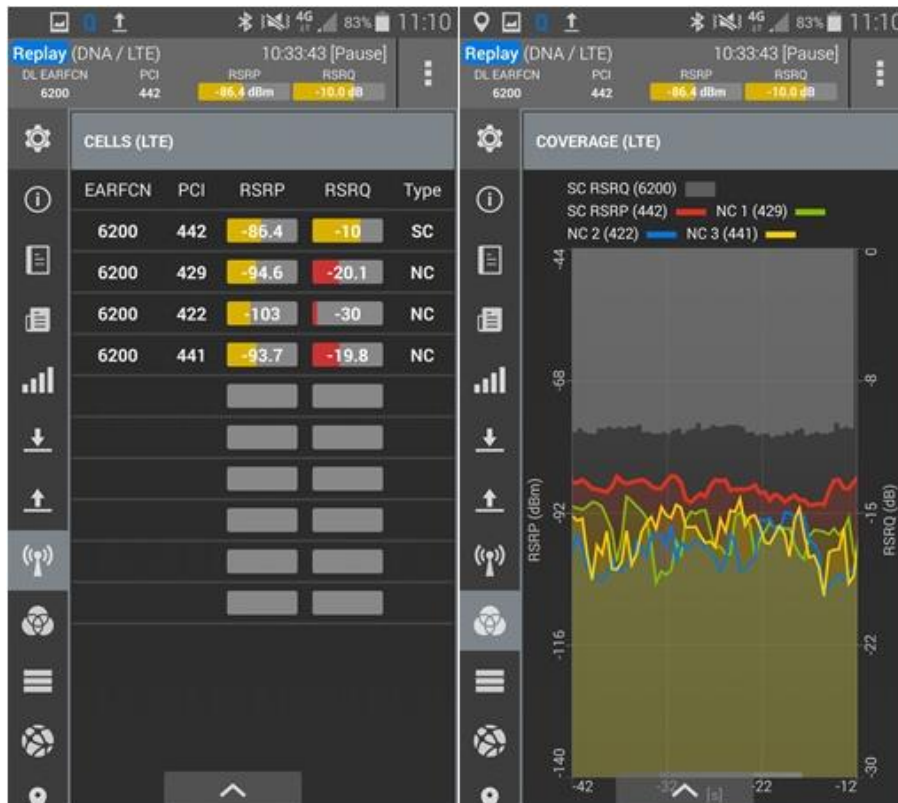 4G 83% 11:10
Replay (DNA / LTE) 10:33:43 [Pause]
DL EARFCN PCI RSRP RSRQ
6200 442 -86.4 dBm -10.0 dB
CELLS (LTE)
EARFCN PCI RSRP RSRQ Type
6200 442 -86.4 -10 SC
6200 429 -94.6 -20.1 NC
6200 422 -103 -30 NC
6200 441 -93.7 -19.8 NC
4G 83% 11:10
Replay (DNA / LTE) 10:33:43 [Pause]
DL EARFCN PCI RSRP RSRQ
6200 442 -86.4 dBm -10.0 dB
COVERAGE (LTE)
SC RSRQ (6200)
SC RSRP (442) NC 1 (429)
NC 2 (422) NC 3 (441)
-44 0
-68 -8
-92 -15
RSRP (dBm) RSRQ (dB)
-116 -22
-140 -30
-42 -32 -22 -12
[s]